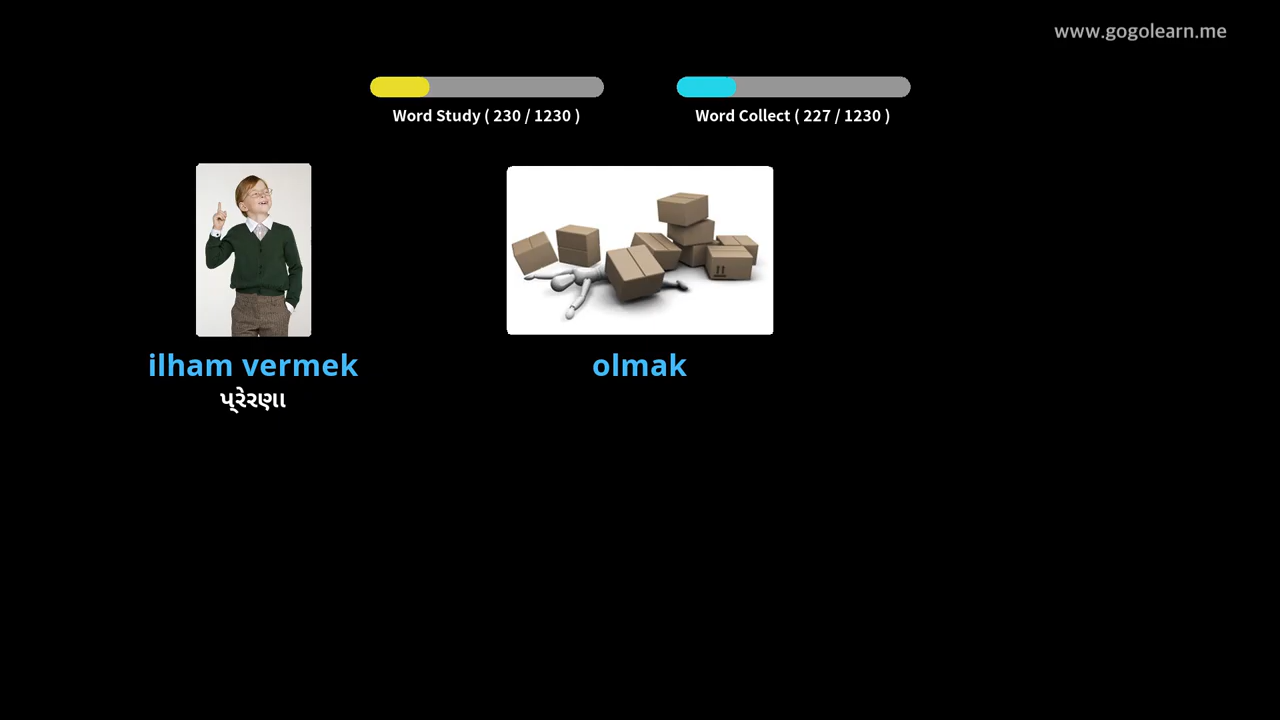 www.gogolearn.me
Word Study ( 230 / 1230 )
Word Collect ( 227 / 1230 )
ilham vermek
olmak
પ્રેરણા